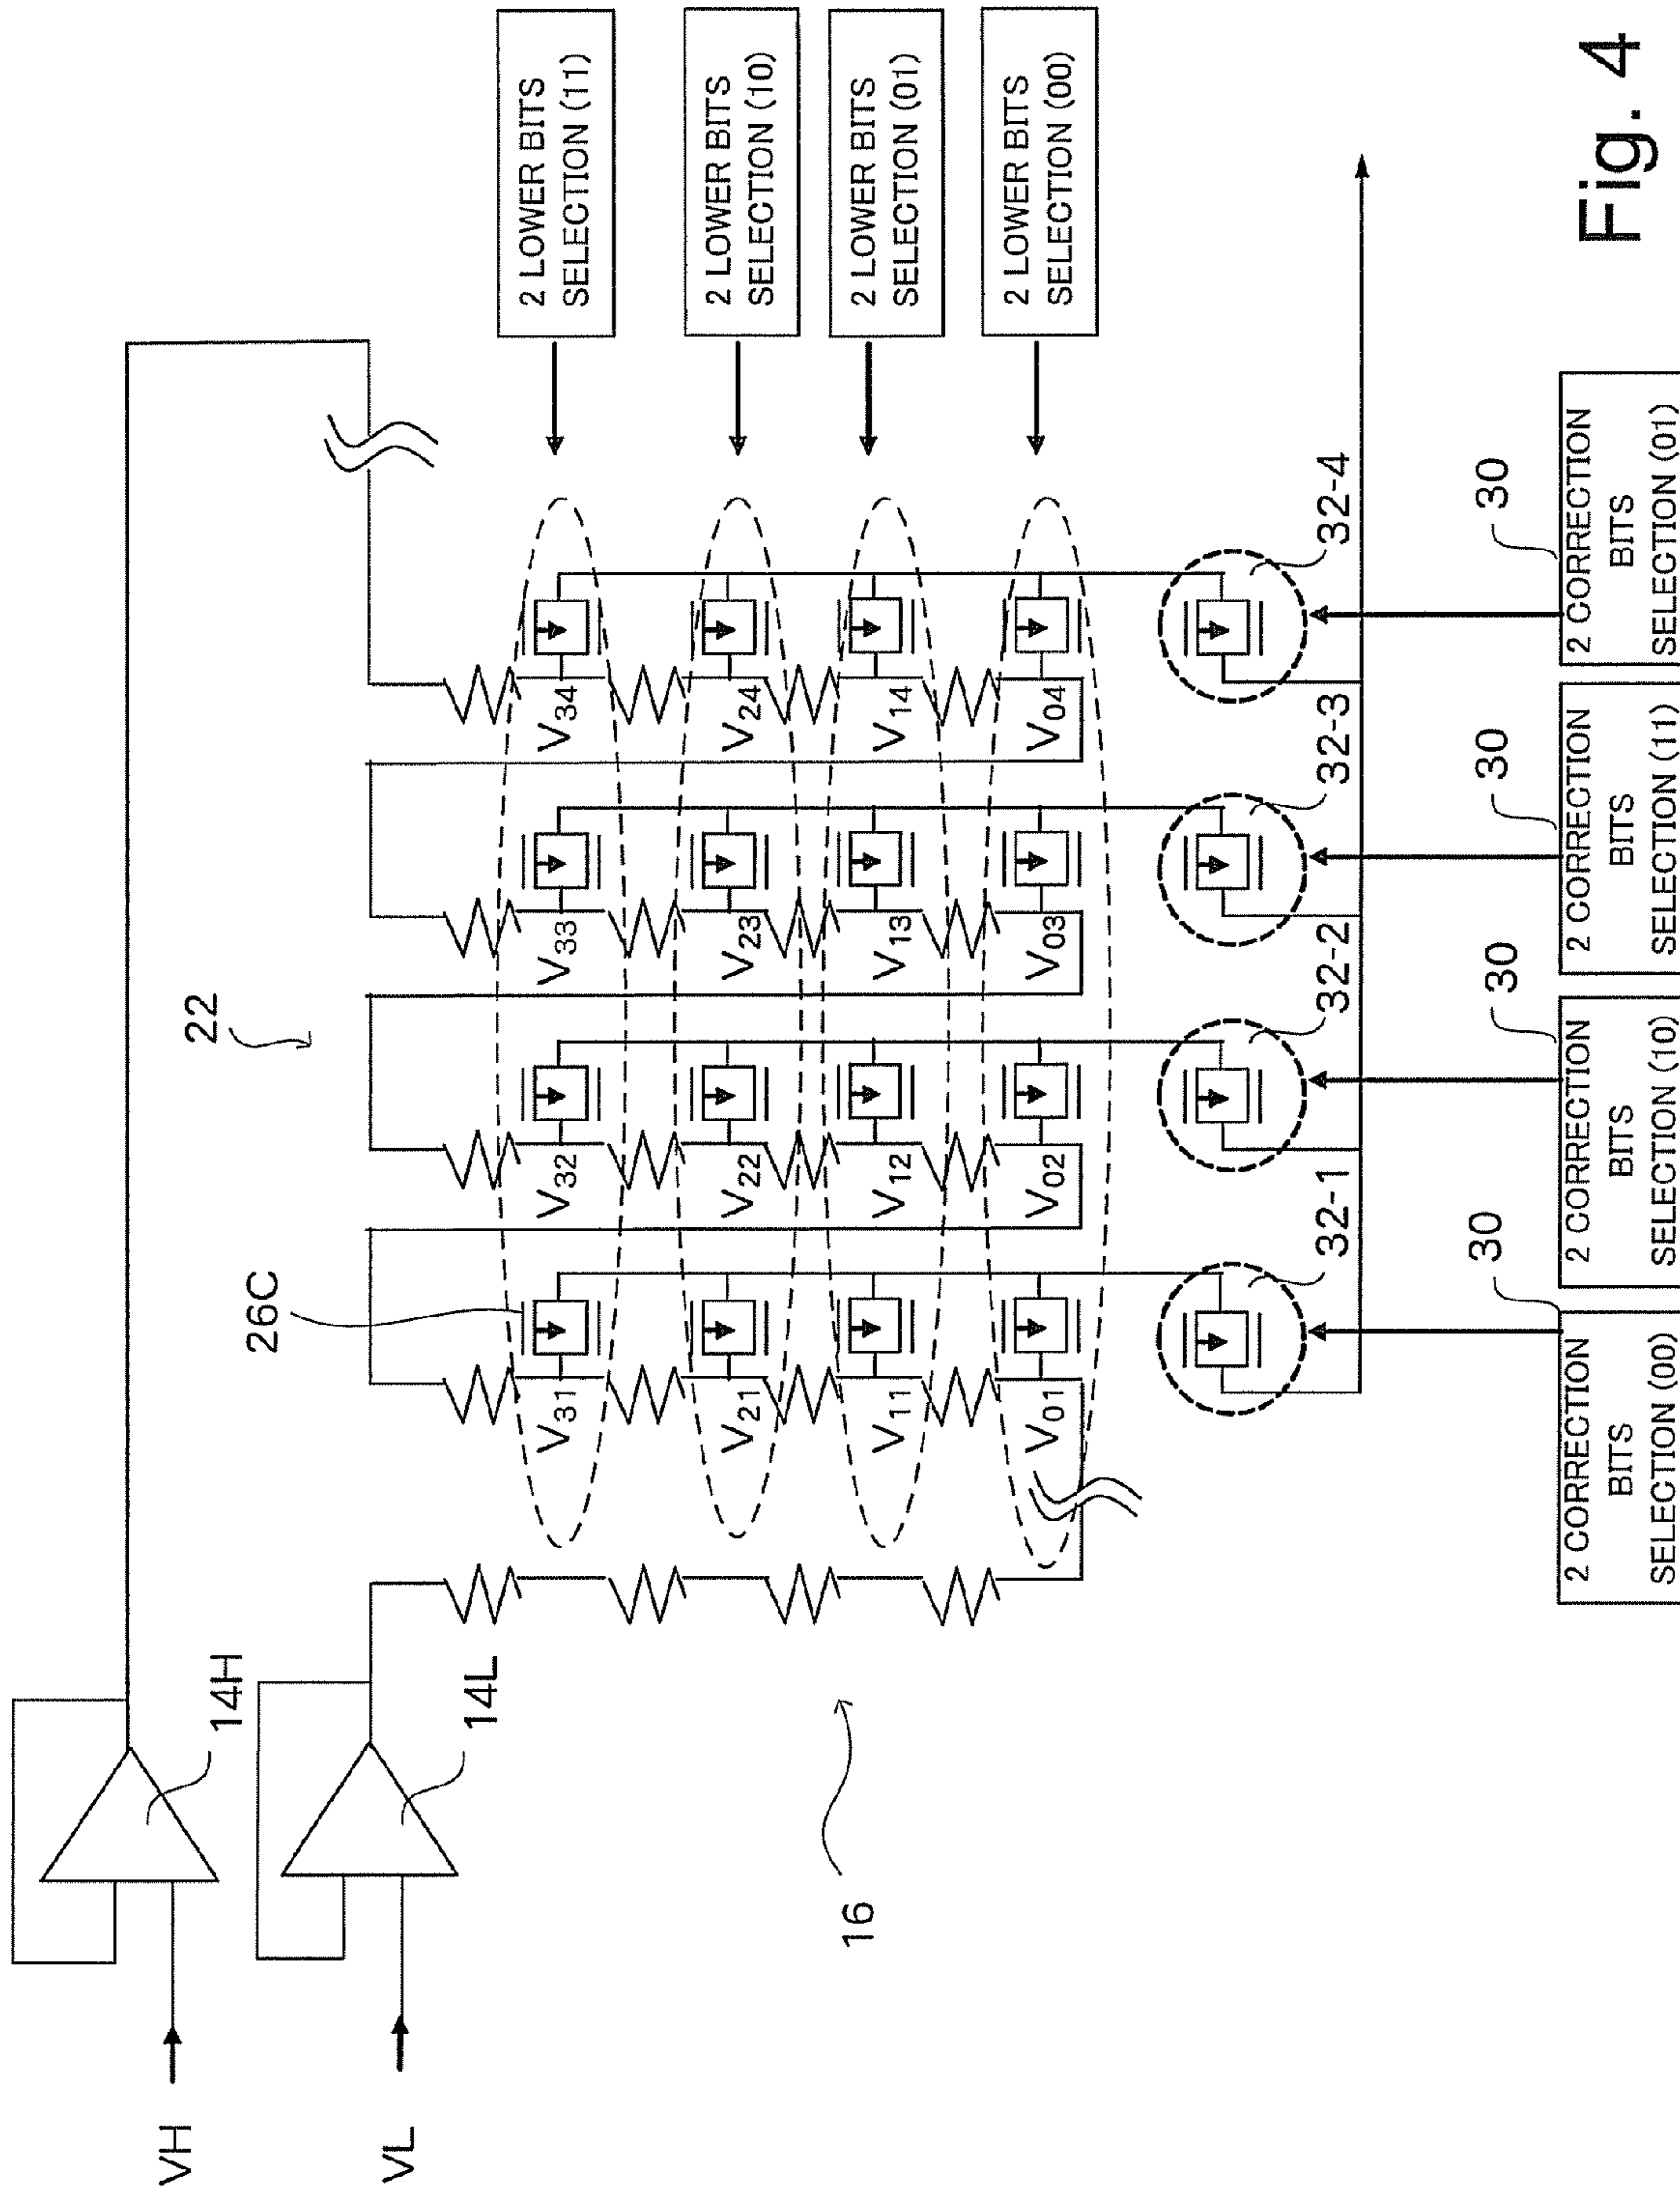 VH
VL
14H
14L
16
22
26C
V31
V32
V33
V34
V21
V22
V23
V24
V11
V12
V13
V14
V01
V02
V03
V04
2 LOWER BITS
SELECTION (11)
2 LOWER BITS
SELECTION (10)
2 LOWER BITS
SELECTION (01)
2 LOWER BITS
SELECTION (00)
32-1
32-2
32-3
32-4
30
30
30
30
2 CORRECTION
BITS
SELECTION (00)
2 CORRECTION
BITS
SELECTION (10)
2 CORRECTION
BITS
SELECTION (11)
2 CORRECTION
BITS
SELECTION (01)
Fig. 4